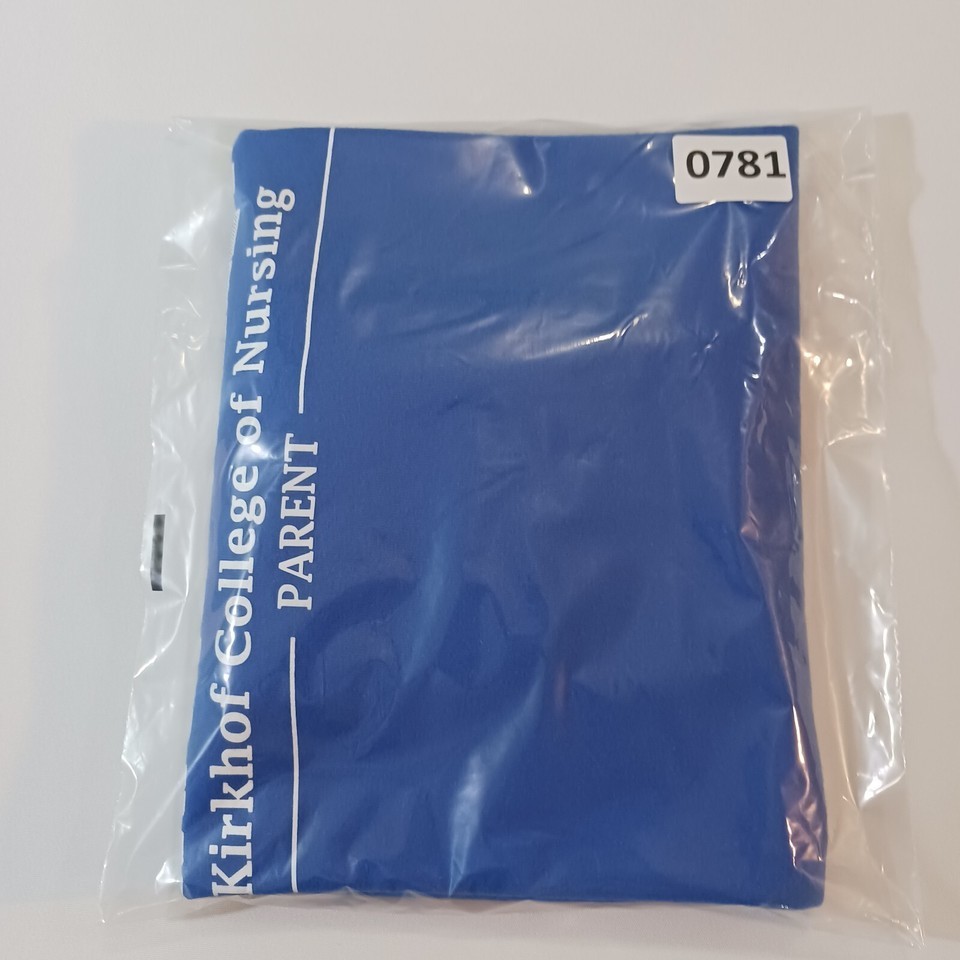 0781
Kirkhof College of Nursing
PARENT